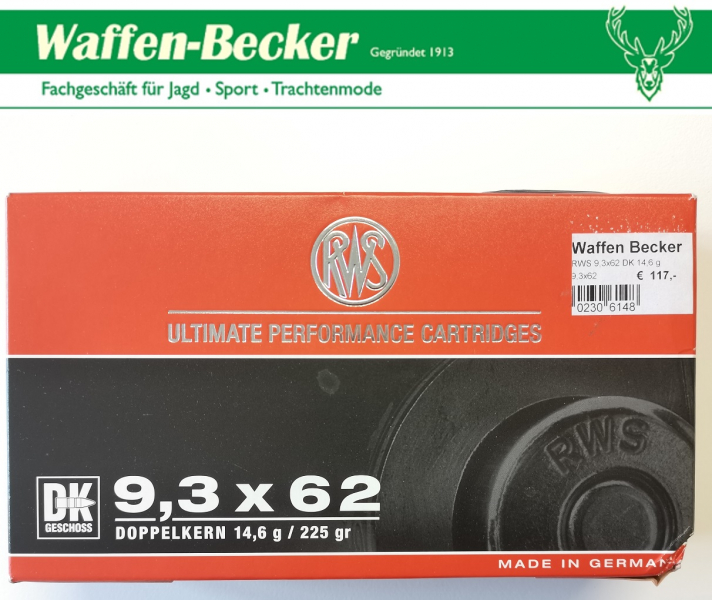 Waffen-Becker Gegründet 1913
Fachgeschäft für Jagd • Sport • Trachtenmode
RWS
Waffen Becker
RWS 9,3x62 DK 14,6 g
9,3x62 € 117,-
0230 6148
ULTIMATE PERFORMANCE CARTRIDGES
RWS
DK
GESCHOSS
9,3 x 62
DOPPELKERN 14,6 g / 225 gr
MADE IN GERMANY